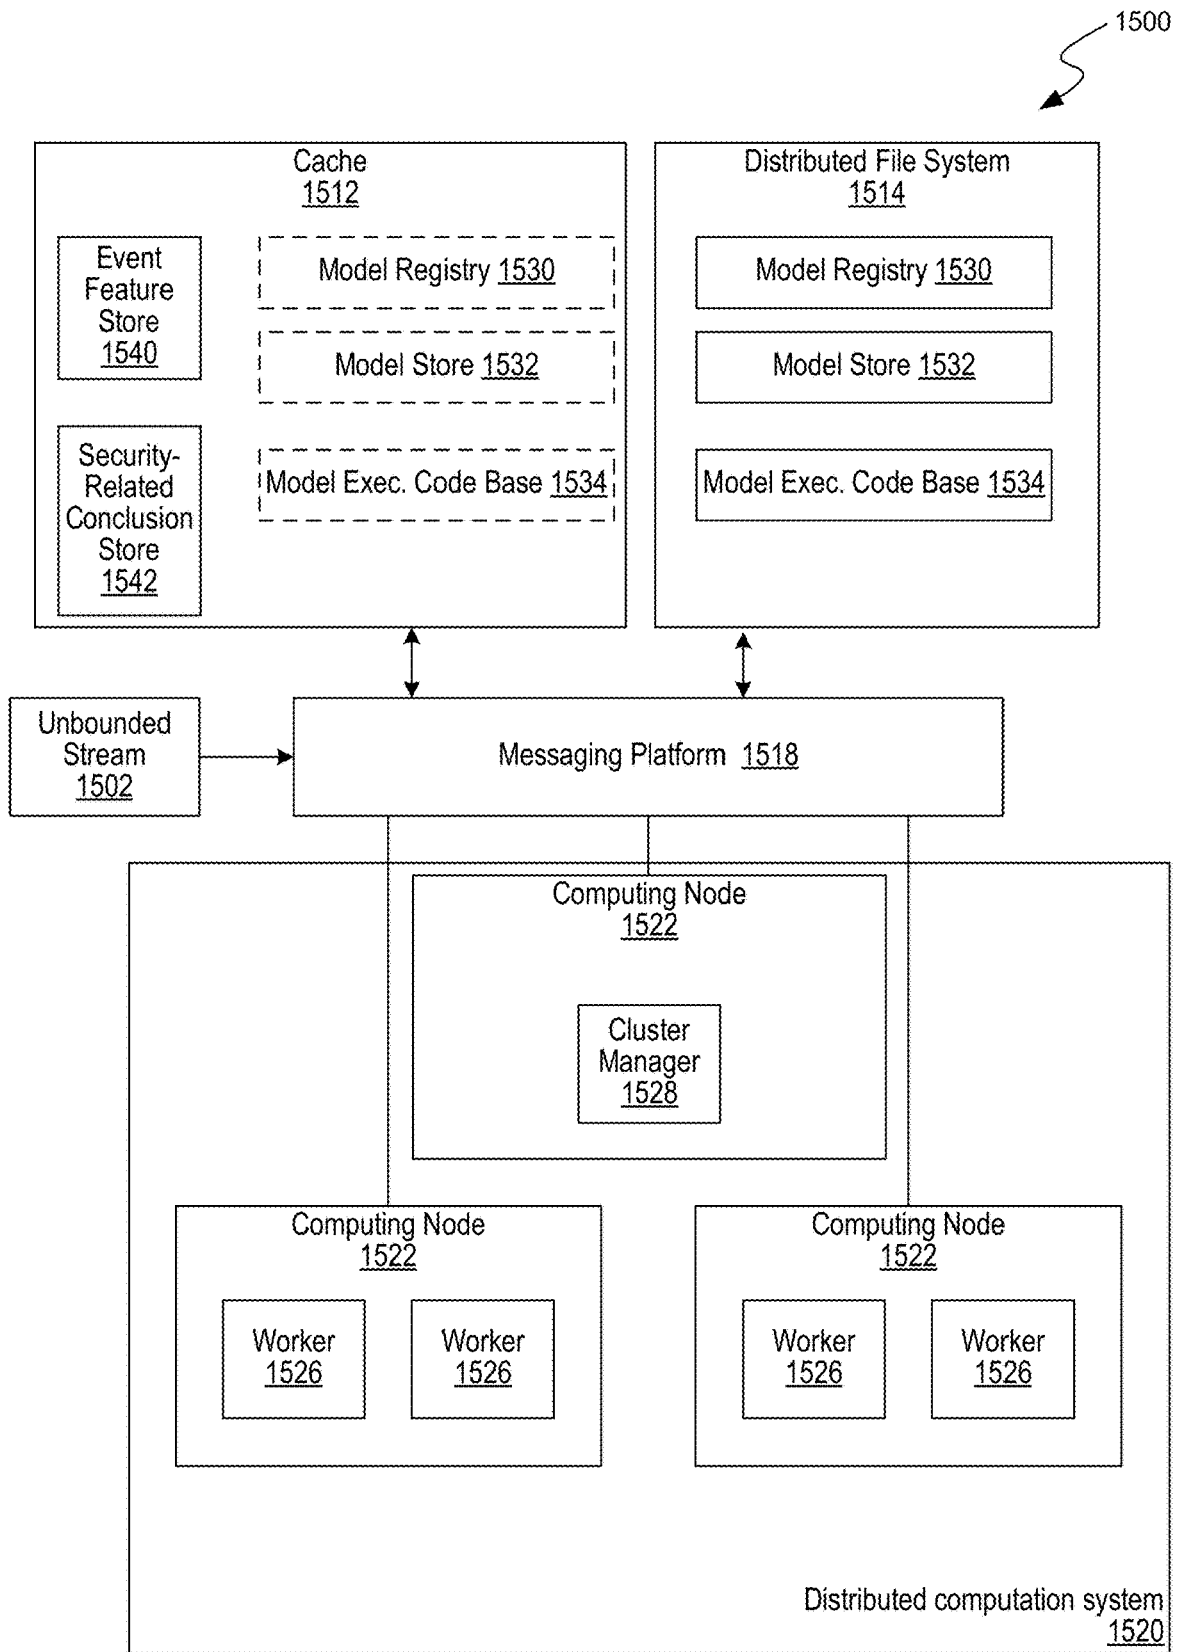 1500
Cache
1512
Event
Feature
Store
1540
Model Registry 1530
Model Store 1532
Security-
Related
Conclusion
Store
1542
Model Exec. Code Base 1534
Distributed File System
1514
Model Registry 1530
Model Store 1532
Model Exec. Code Base 1534
Unbounded
Stream
1502
Messaging Platform 1518
Computing Node
1522
Cluster
Manager
1528
Computing Node
1522
Worker
1526
Worker
1526
Computing Node
1522
Worker
1526
Worker
1526
Distributed computation system
1520